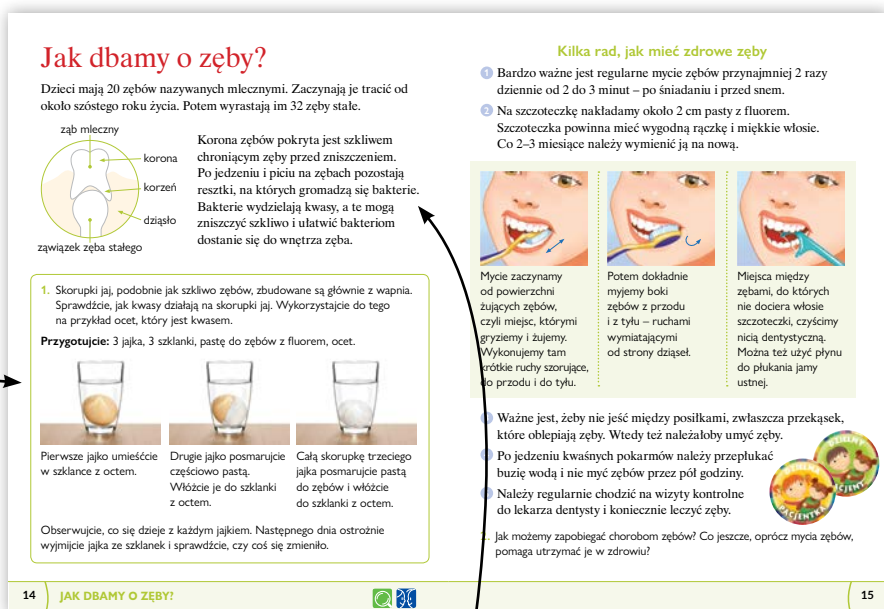 Jak dbamy o zęby?
Dzieci mają 20 zębów nazywanych mlecznymi. Zaczynają je tracić od
około szóstego roku życia. Potem wyrastają im 32 zęby stałe.
ząb mleczny
korona
korzeń
dziąsło
zawiązek zęba stałego
Korona zębów pokryta jest szkliwem
chroniącym zęby przed zniszczeniem.
Po jedzeniu i piciu na zębach pozostają
resztki, na których gromadzą się bakterie.
Bakterie wydzielają kwasy, a te mogą
zniszczyć szkliwo i ułatwić bakteriom
dostanie się do wnętrza zęba.
1. Skorupki jaj, podobnie jak szkliwo zębów, zbudowane są głównie z wapnia.
Sprawdźcie, jak kwasy działają na skorupki jaj. Wykorzystajcie do tego
na przykład ocet, który jest kwasem.
Przygotujcie: 3 jajka, 3 szklanki, pastę do zębów z fluorem, ocet.
Pierwsze jajko umieśćcie
w szklance z octem.
Drugie jajko posmarujcie
częściowo pastą.
Włóżcie je do szklanki
z octem.
Całą skorupkę trzeciego
jajka posmarujcie pastą
do zębów i włóżcie
do szklanki z octem.
Obserwujcie, co się dzieje z każdym jajkiem. Następnego dnia ostrożnie
wyjmijcie jajka ze szklanek i sprawdźcie, czy coś się zmieniło.
14 JAK DBAMY O ZĘBY?
Kilka rad, jak mieć zdrowe zęby
1 Bardzo ważne jest regularne mycie zębów przynajmniej 2 razy
dziennie od 2 do 3 minut – po śniadaniu i przed snem.
2 Na szczoteczkę nakładamy około 2 cm pasty z fluorem.
Szczoteczka powinna mieć wygodną rączkę i miękkie włosie.
Co 2–3 miesiące należy wymienić ją na nową.
Mycie zaczynamy
od powierzchni
żujących zębów,
czyli miejsc, którymi
gryziemy i żujemy.
Wykonujemy tam
krótkie ruchy szorujące,
do przodu i do tyłu.
Potem dokładnie
myjemy boki
zębów z przodu
i z tyłu – ruchami
wymiatającymi
od strony dziąseł.
Miejsca między
zębami, do których
nie dociera włosie
szczoteczki, czyścimy
nicią dentystyczną.
Można też użyć płynu
do płukania jamy
ustnej.
Ważne jest, żeby nie jeść między posiłkami, zwłaszcza przekąsek,
które oblepiają zęby. Wtedy też należałoby umyć zęby.
Po jedzeniu kwaśnych pokarmów należy przepłukać
buzię wodą i nie myć zębów przez pół godziny.
Należy regularnie chodzić na wizyty kontrolne
do lekarza dentysty i koniecznie leczyć zęby.
DZIELNA
PACJENTKA
DZIELNY
PACJENT
2. Jak możemy zapobiegać chorobom zębów? Co jeszcze, oprócz mycia zębów,
pomaga utrzymać je w zdrowiu?
15